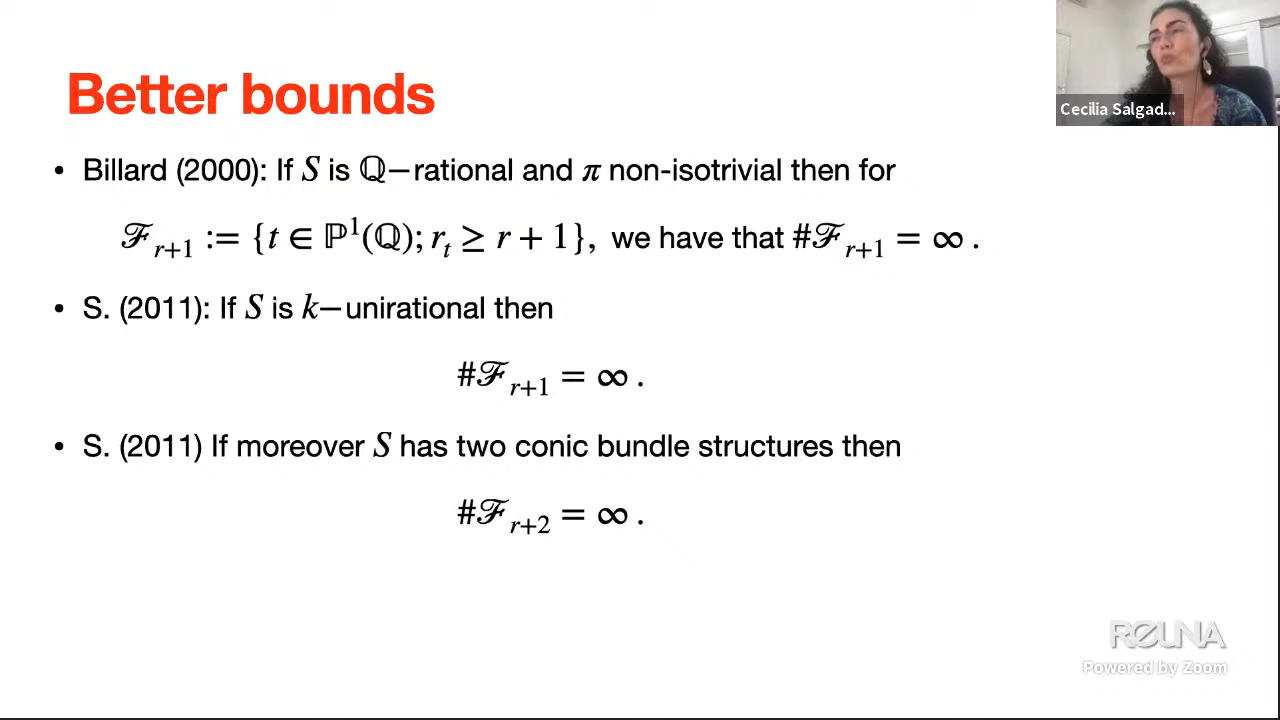 Better bounds
Cecilia Salgad...
• Billard (2000): If S is ℚ−rational and π non-isotrivial then for
ℱ_{r+1} := {t ∈ ℙ¹(ℚ); r_t ≥ r + 1}, we have that #ℱ_{r+1} = ∞ .
• S. (2011): If S is k−unirational then
#ℱ_{r+1} = ∞ .
• S. (2011) If moreover S has two conic bundle structures then
#ℱ_{r+2} = ∞ .
REUNA
Powered by Zoom